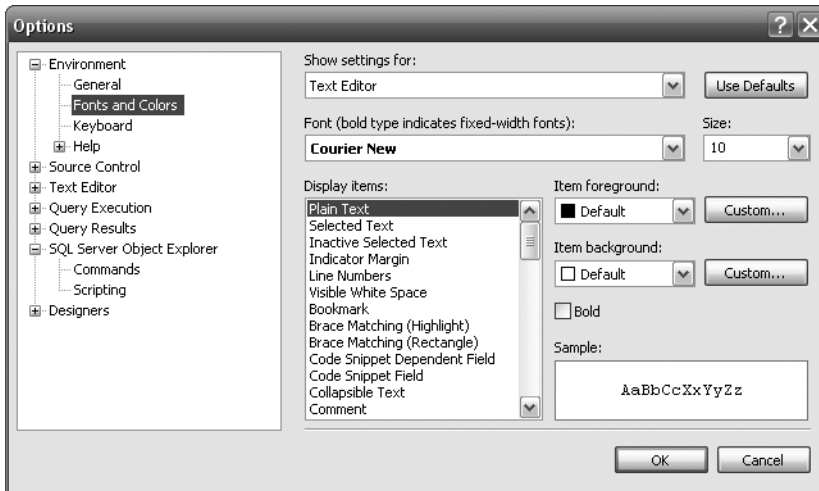 Options
Environment
General
Fonts and Colors
Keyboard
Help
Source Control
Text Editor
Query Execution
Query Results
SQL Server Object Explorer
Commands
Scripting
Designers
Show settings for:
Text Editor
Use Defaults
Font (bold type indicates fixed-width fonts):
Size:
Courier New
10
Display items:
Plain Text
Selected Text
Inactive Selected Text
Indicator Margin
Line Numbers
Visible White Space
Bookmark
Brace Matching (Highlight)
Brace Matching (Rectangle)
Code Snippet Dependent Field
Code Snippet Field
Collapsible Text
Comment
Item foreground:
Default
Custom...
Item background:
Default
Custom...
Bold
Sample:
AaBbCcXxYyZz
OK
Cancel